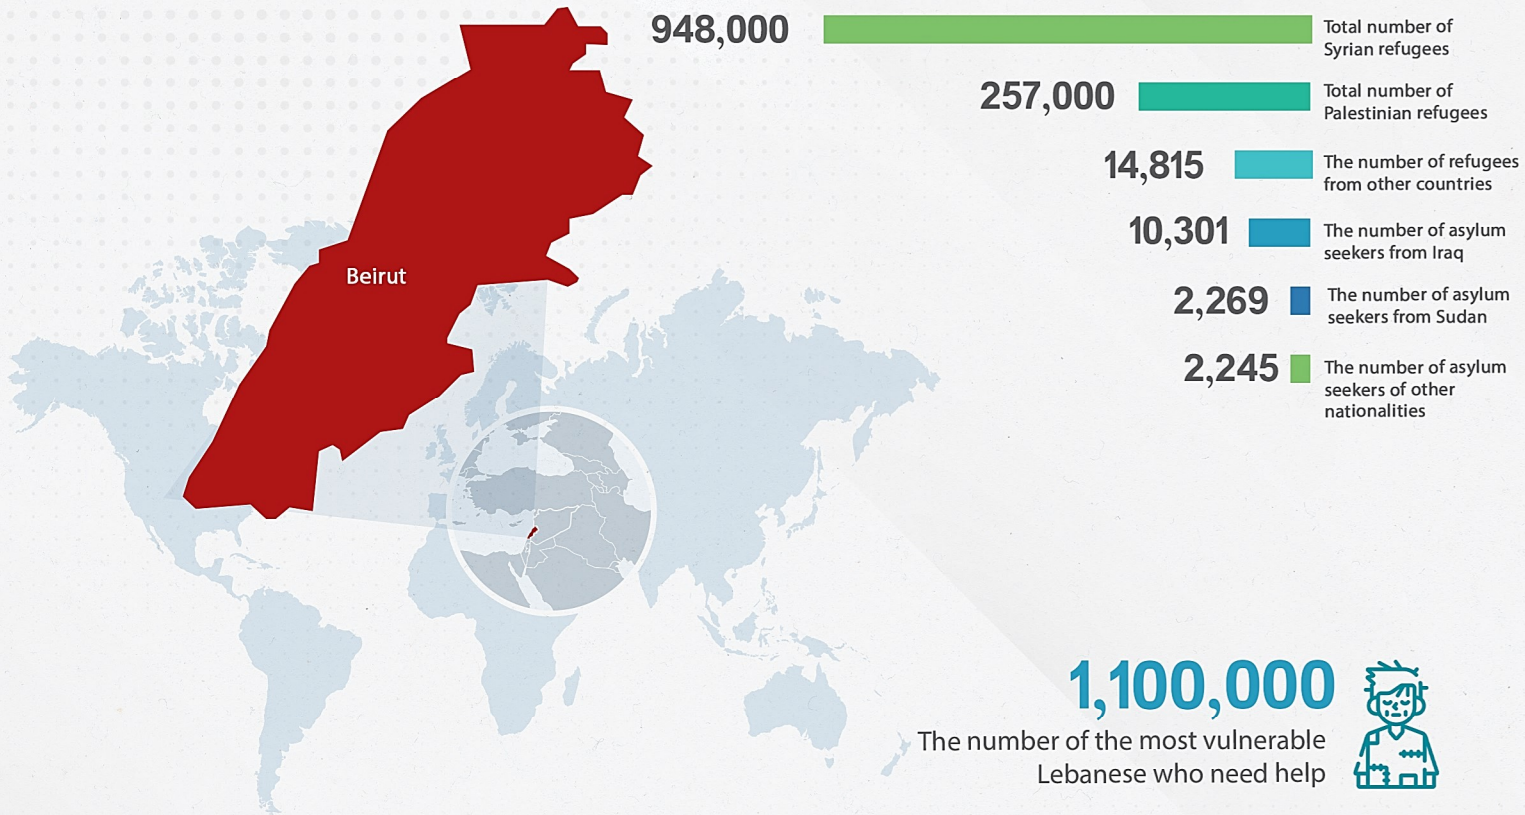 948,000
Total number of
Syrian refugees
257,000
Total number of
Palestinian refugees
14,815
The number of refugees
from other countries
10,301
The number of asylum
seekers from Iraq
2,269
The number of asylum
seekers from Sudan
2,245
The number of asylum
seekers of other
nationalities
Beirut
1,100,000
The number of the most vulnerable
Lebanese who need help